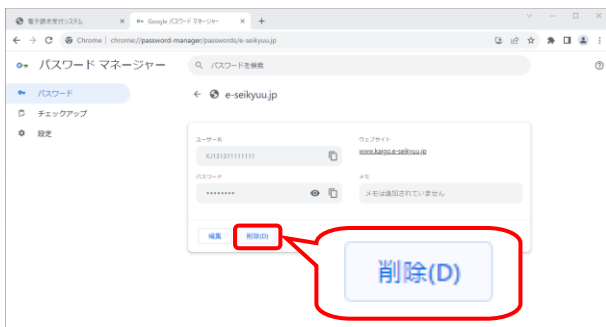 電子請求受付システム
Google パスワード マネージャー
Chrome | chrome://password-manager/passwords/e-seikyuu.jp
パスワード マネージャー
パスワードを検索
パスワード
e-seikyuu.jp
チェックアップ
設定
ユーザー名
ウェブサイト
www.kaigo.e-seikyuu.jp
パスワード
メモ
••••••••
メモは追加されていません
編集
削除(D)
削除(D)